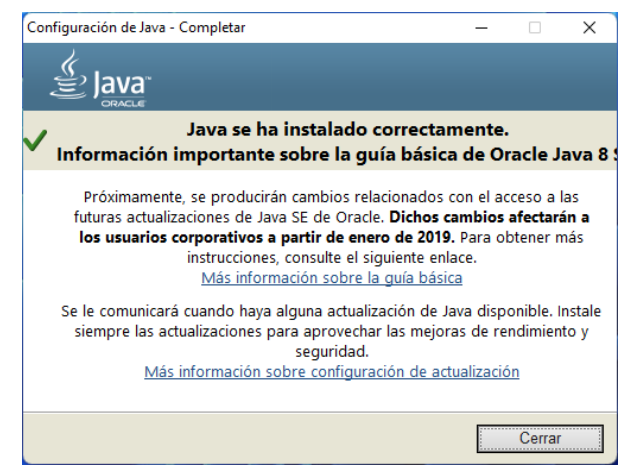 Configuración de Java - Completar
Java™
ORACLE
Java se ha instalado correctamente.
Información importante sobre la guía básica de Oracle Java 8
Próximamente, se producirán cambios relacionados con el acceso a las
futuras actualizaciones de Java SE de Oracle. Dichos cambios afectarán a
los usuarios corporativos a partir de enero de 2019. Para obtener más
instrucciones, consulte el siguiente enlace.
Más información sobre la guía básica
Se le comunicará cuando haya alguna actualización de Java disponible. Instale
siempre las actualizaciones para aprovechar las mejoras de rendimiento y
seguridad.
Más información sobre configuración de actualización
Cerrar